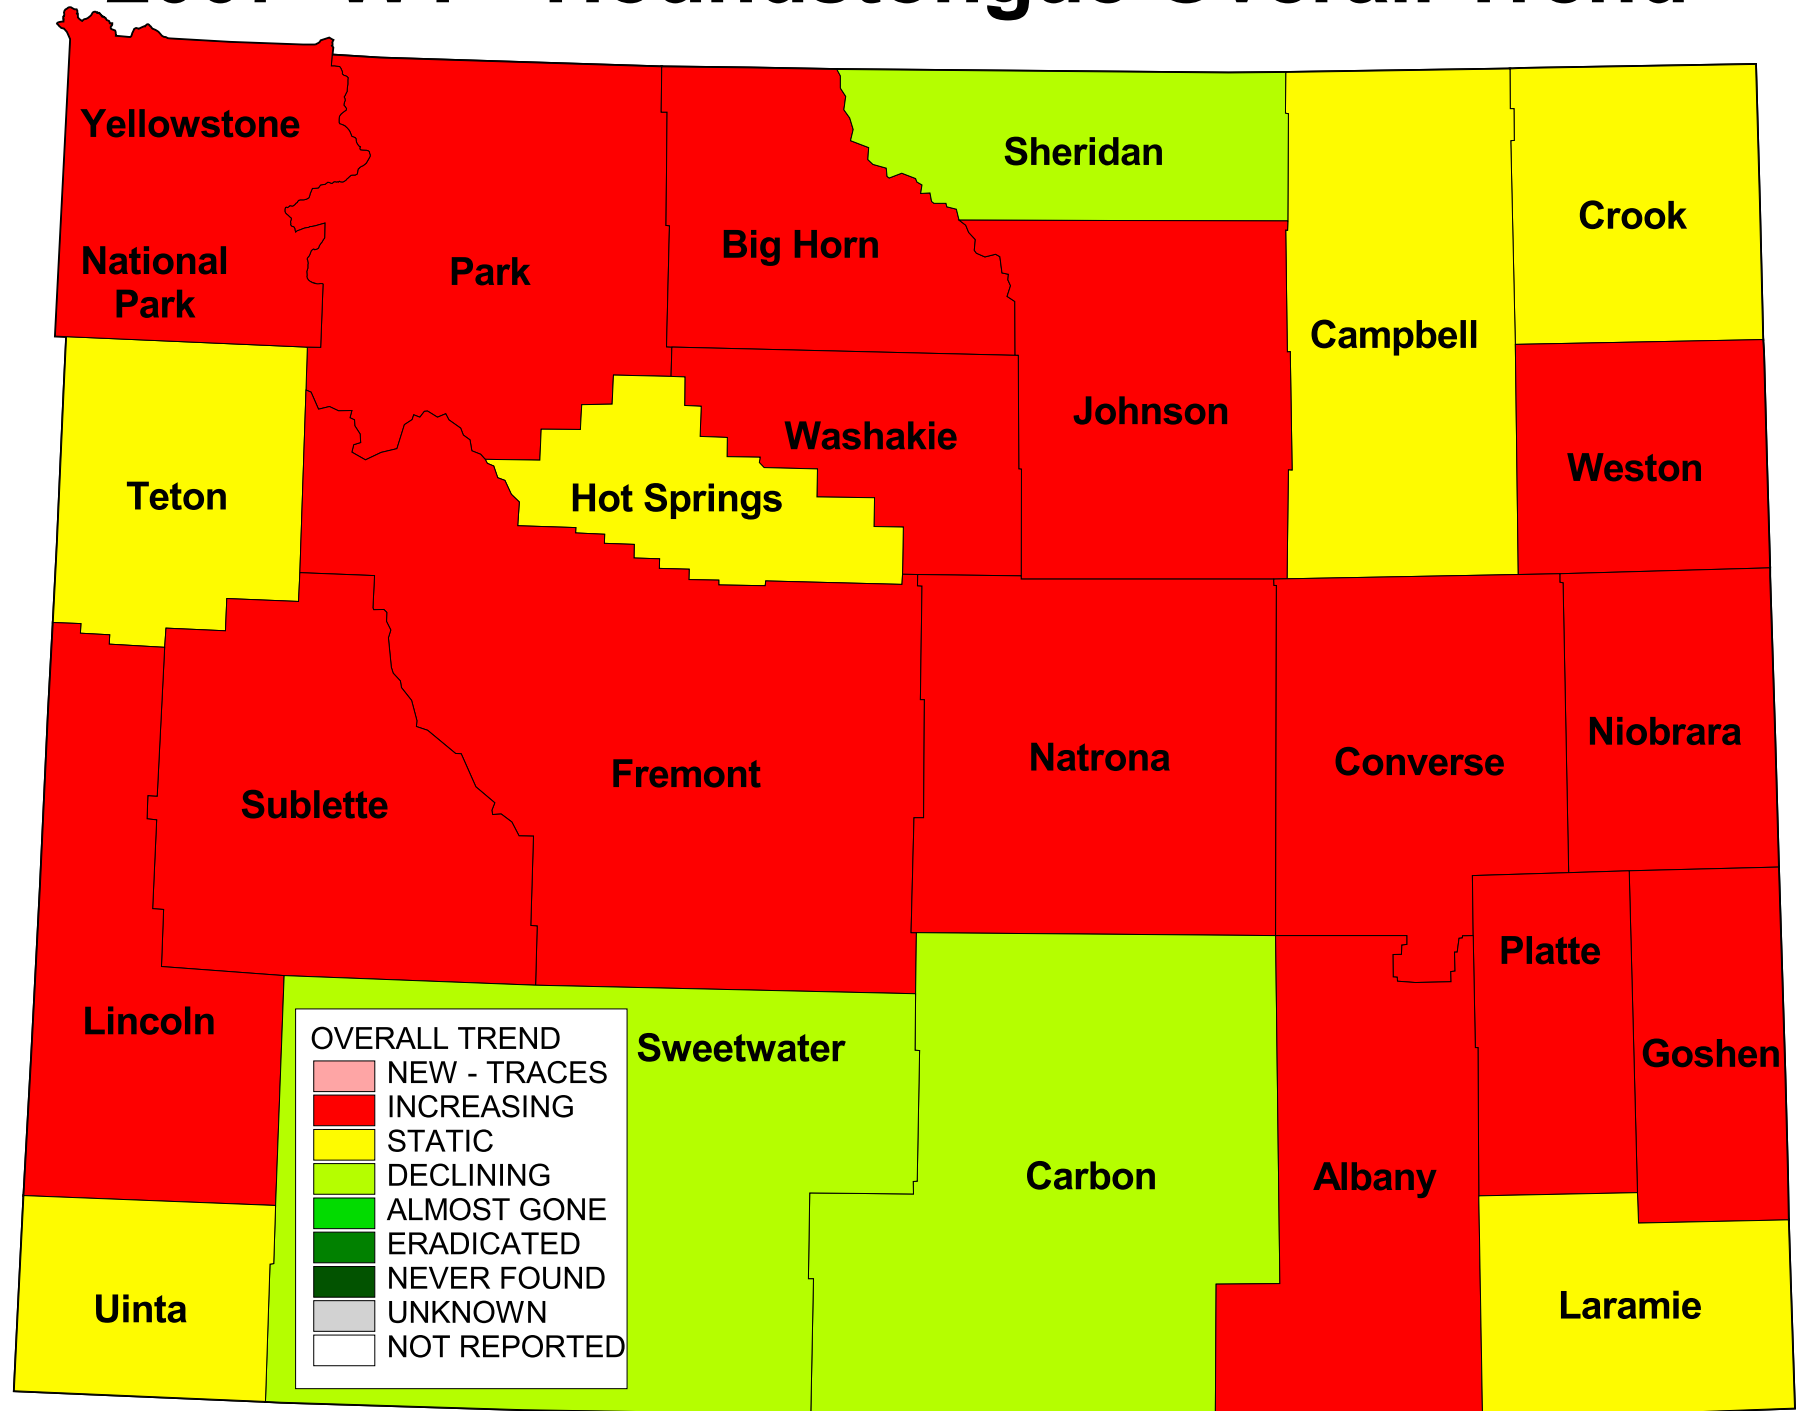 Overall Trend
Yellowstone
National
Park
Park
Big Horn
Sheridan
Campbell
Crook
Teton
Hot Springs
Washakie
Johnson
Weston
Sublette
Fremont
Natrona
Converse
Niobrara
Lincoln
Sweetwater
Carbon
Albany
Platte
Goshen
Uinta
Laramie
OVERALL TREND
NEW - TRACES
INCREASING
STATIC
DECLINING
ALMOST GONE
ERADICATED
NEVER FOUND
UNKNOWN
NOT REPORTED